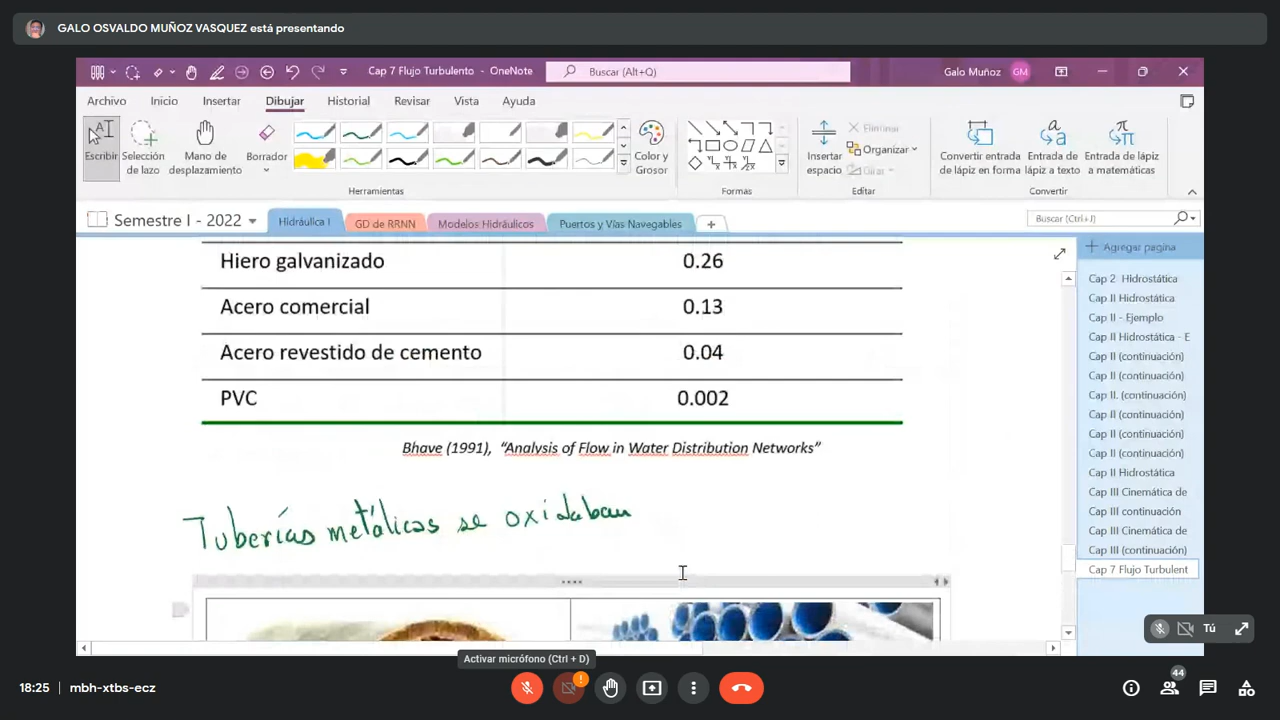 GALO OSVALDO MUÑOZ VASQUEZ está presentando
Cap 7 Flujo Turbulento - OneNote
Buscar (Alt+Q)
Galo Muñoz
GM
Archivo
Inicio
Insertar
Dibujar
Historial
Revisar
Vista
Ayuda
Escribir
Selección de lazo
Mano de desplazamiento
Borrador
Color y Grosor
Insertar espacio
Eliminar
Organizar
Girar
Convertir entrada de lápiz en forma
Entrada de lápiz a texto
Entrada de lápiz a matemáticas
Herramientas
Formas
Editar
Convertir
Semestre I - 2022
Hidráulica I
GD de RRNN
Modelos Hidráulicos
Puertos y Vías Navegables
Buscar (Ctrl+J)
Hiero galvanizado 0.26
Acero comercial 0.13
Acero revestido de cemento 0.04
PVC 0.002
Bhave (1991), “Analysis of Flow in Water Distribution Networks”
Tuberías metálicas se oxidaban
Agregar página
Cap 2 Hidrostática
Cap II Hidrostática
Cap II - Ejemplo
Cap II Hidrostática - E
Cap II (continuación)
Cap II (continuación)
Cap II. (continuación)
Cap II (continuación)
Cap II (continuación)
Cap II (continuación)
Cap II Hidrostática
Cap III Cinemática de
Cap III continuación
Cap III Cinemática de
Cap III (continuación)
Cap 7 Flujo Turbulent
Tú
Activar micrófono (Ctrl + D)
18:25 mbh-xtbs-ecz
44